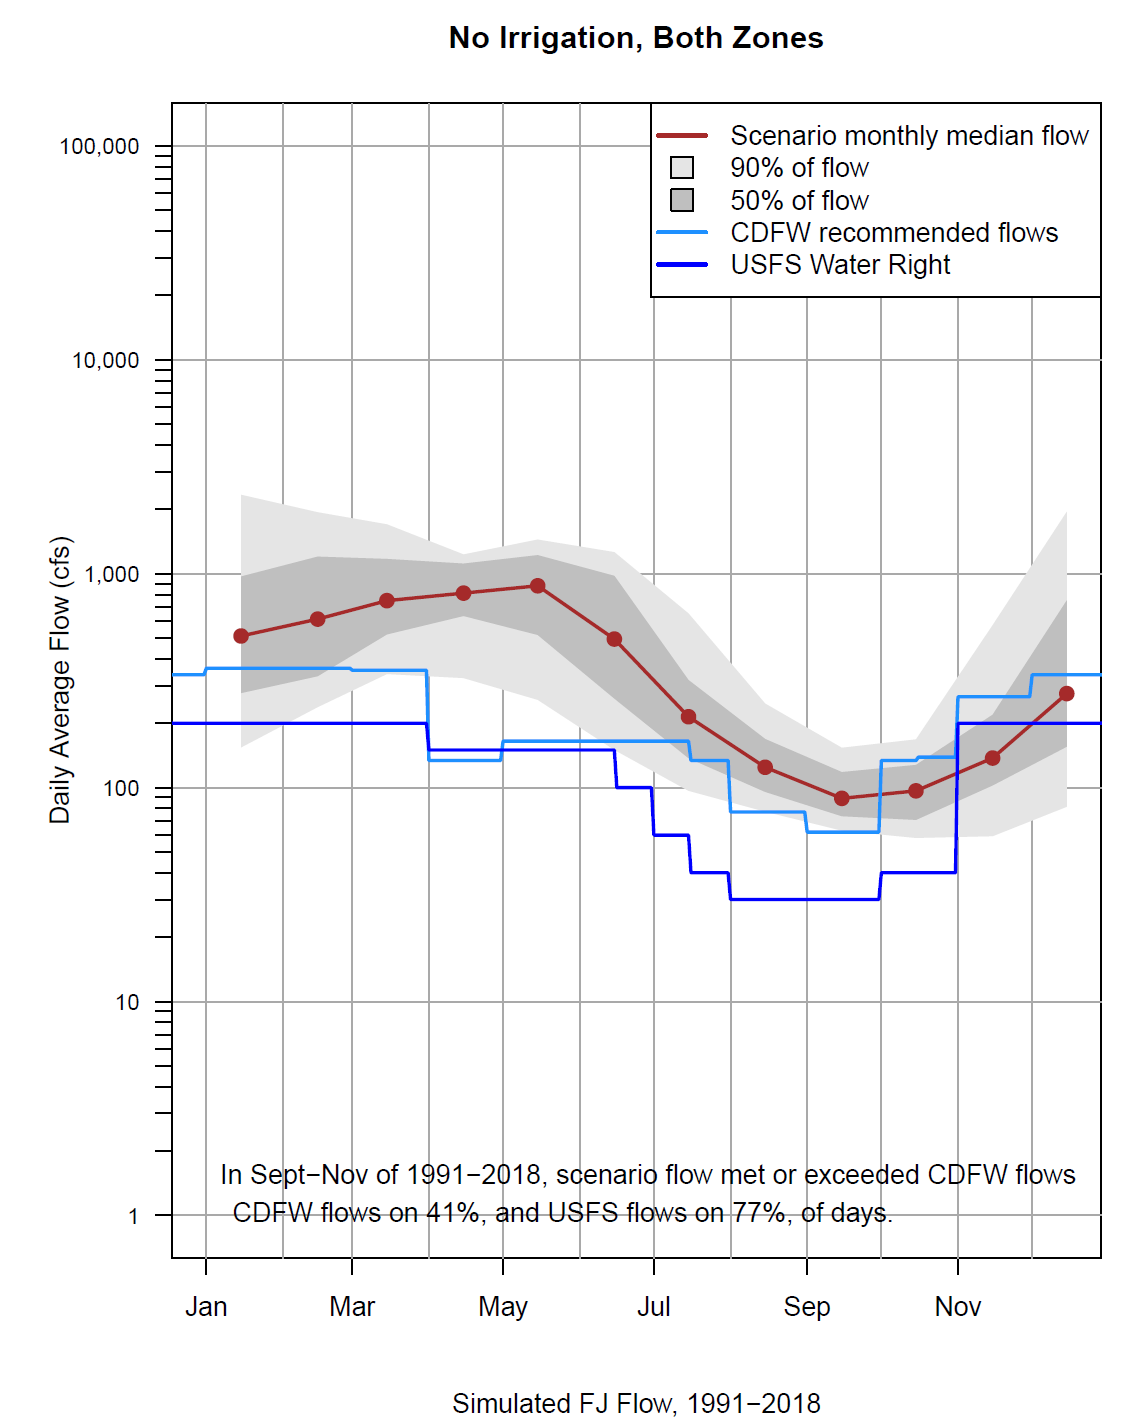 No Irrigation, Both Zones
Scenario monthly median flow
90% of flow
50% of flow
CDFW recommended flows
USFS Water Right
100,000
10,000
1,000
100
10
1
Daily Average Flow (cfs)
In Sept−Nov of 1991−2018, scenario flow met or exceeded CDFW flows
CDFW flows on 41%, and USFS flows on 77%, of days.
Jan Mar May Jul Sep Nov
Simulated FJ Flow, 1991−2018